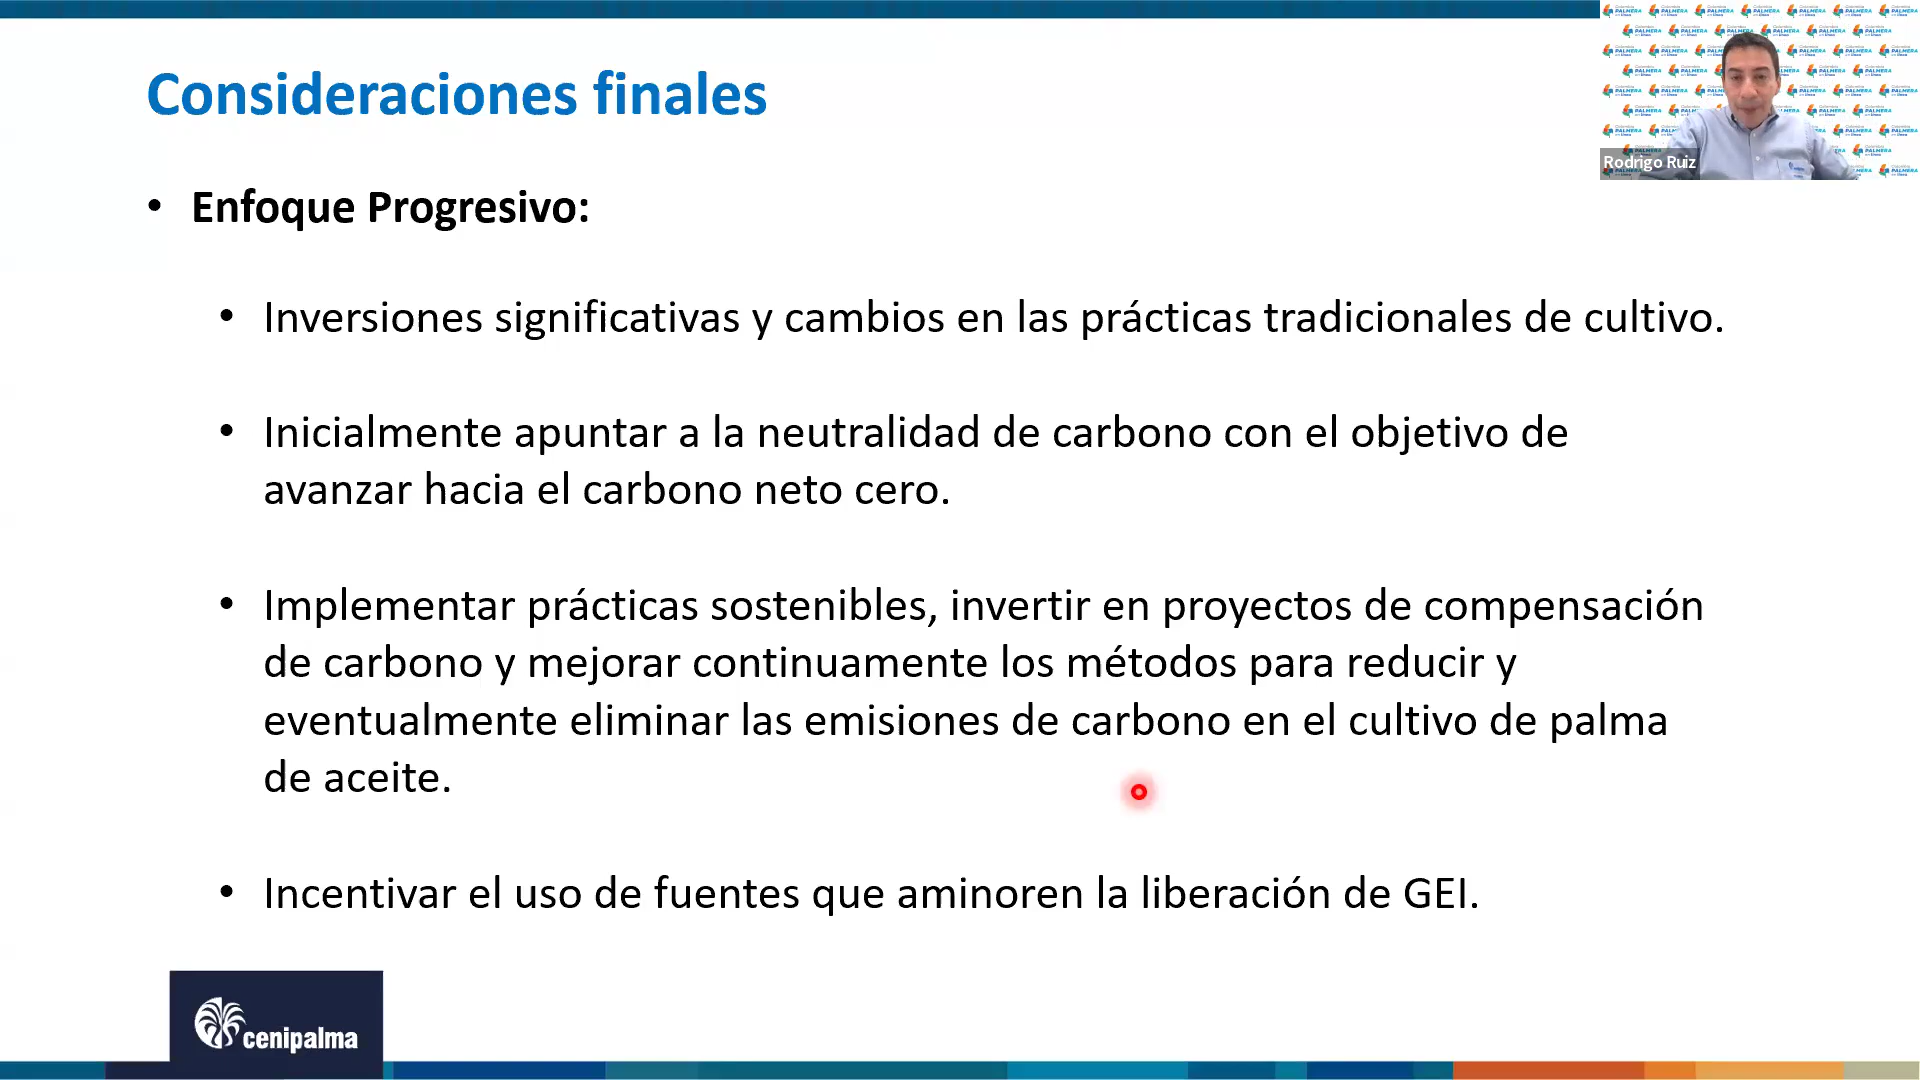 Consideraciones finales
Rodrigo Ruiz
• Enfoque Progresivo:
• Inversiones significativas y cambios en las prácticas tradicionales de cultivo.
• Inicialmente apuntar a la neutralidad de carbono con el objetivo de
avanzar hacia el carbono neto cero.
• Implementar prácticas sostenibles, invertir en proyectos de compensación
de carbono y mejorar continuamente los métodos para reducir y
eventualmente eliminar las emisiones de carbono en el cultivo de palma
de aceite.
• Incentivar el uso de fuentes que aminoren la liberación de GEI.
cenipalma